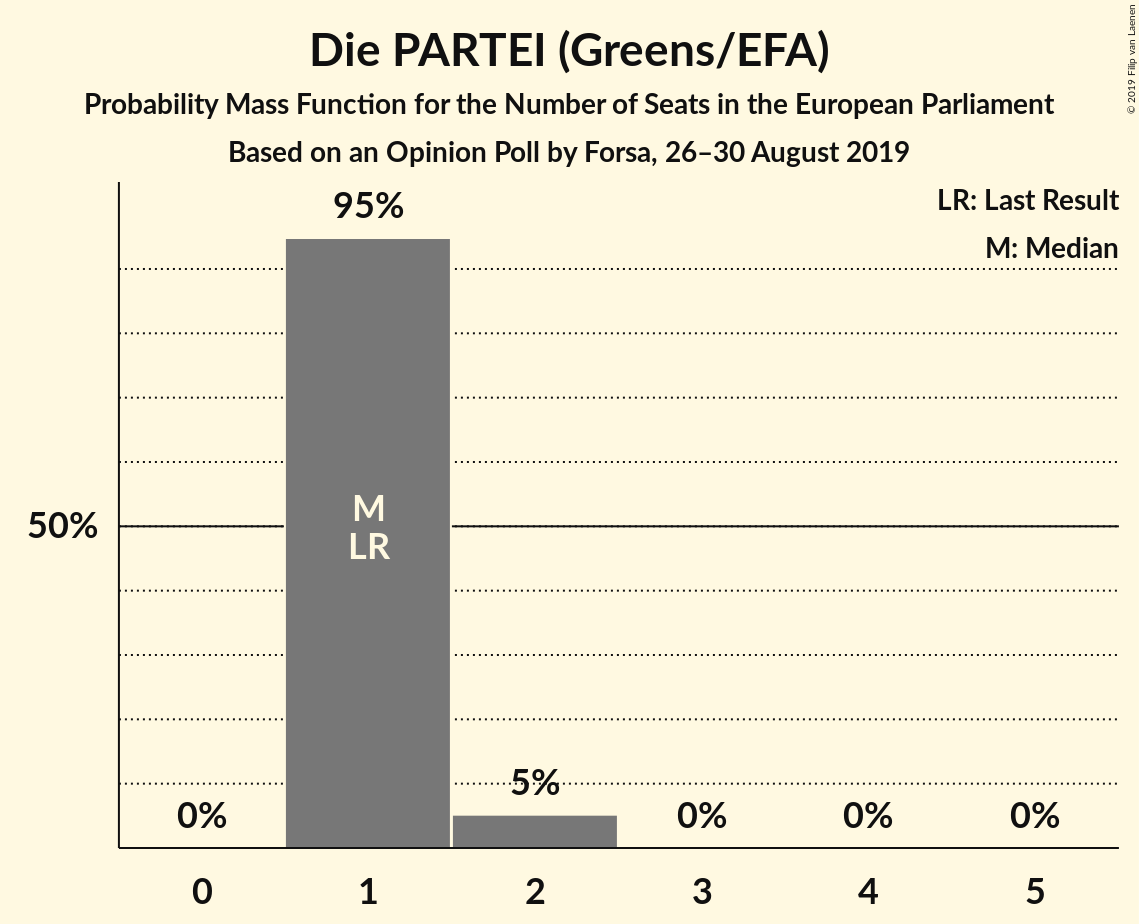 Die PARTEI (Greens/EFA)
Probability Mass Function for the Number of Seats in the European Parliament
Based on an Opinion Poll by Forsa, 26–30 August 2019
© 2019 Filip van Laenen
LR: Last Result
M: Median
95%
50%
M
LR
5%
0%
0%
0%
0%
0
1
2
3
4
5